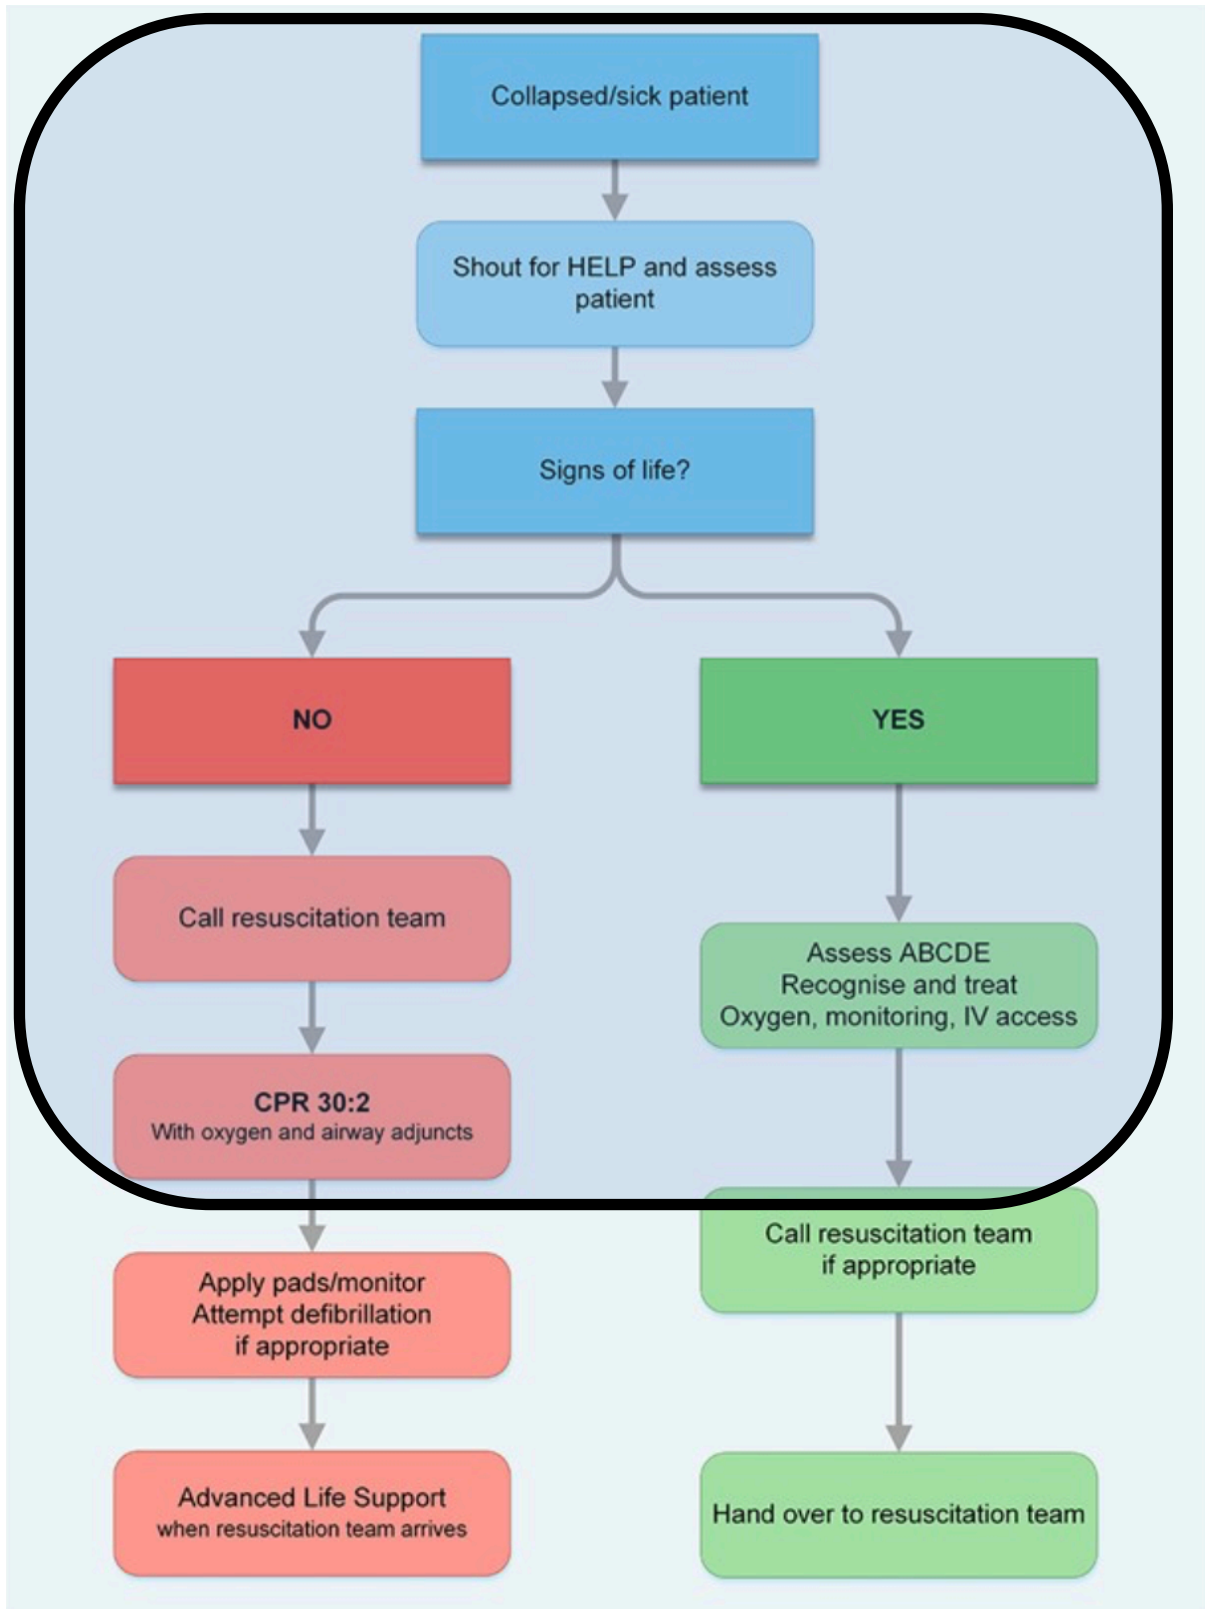 Collapsed/sick patient
Shout for HELP and assess
patient
Signs of life?
NO
YES
Call resuscitation team
Assess ABCDE
Recognise and treat
Oxygen, monitoring, IV access
CPR 30:2
With oxygen and airway adjuncts
Call resuscitation team
if appropriate
Apply pads/monitor
Attempt defibrillation
if appropriate
Advanced Life Support
when resuscitation team arrives
Hand over to resuscitation team